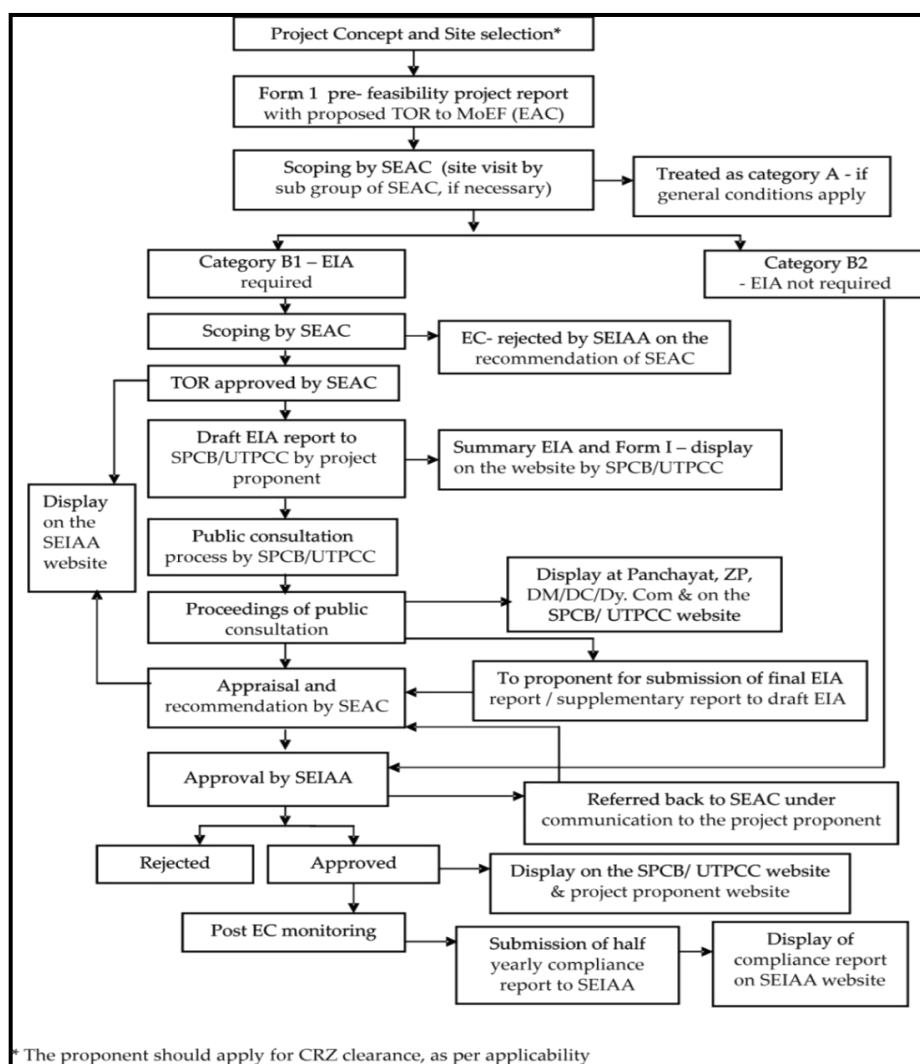 Project Concept and Site selection*
Form 1 pre- feasibility project report
with proposed TOR to MoEF (EAC)
Scoping by SEAC (site visit by
sub group of SEAC, if necessary)
Treated as category A - if
general conditions apply
Category B1 – EIA
required
Category B2
- EIA not required
Scoping by SEAC
EC- rejected by SEIAA on the
recommendation of SEAC
TOR approved by SEAC
Draft EIA report to
SPCB/UTPCC by project
proponent
Summary EIA and Form I – display
on the website by SPCB/UTPCC
Display
on the
SEIAA
website
Public consultation
process by SPCB/UTPCC
Display at Panchayat, ZP,
DM/DC/Dy. Com & on the
SPCB/ UTPCC website
Proceedings of public
consultation
To proponent for submission of final EIA
report / supplementary report to draft EIA
Appraisal and
recommendation by SEAC
Approval by SEIAA
Referred back to SEAC under
communication to the project proponent
Rejected
Approved
Display on the SPCB/ UTPCC website
& project proponent website
Post EC monitoring
Submission of half
yearly compliance
report to SEIAA
Display of
compliance report
on SEIAA website
* The proponent should apply for CRZ clearance, as per applicability